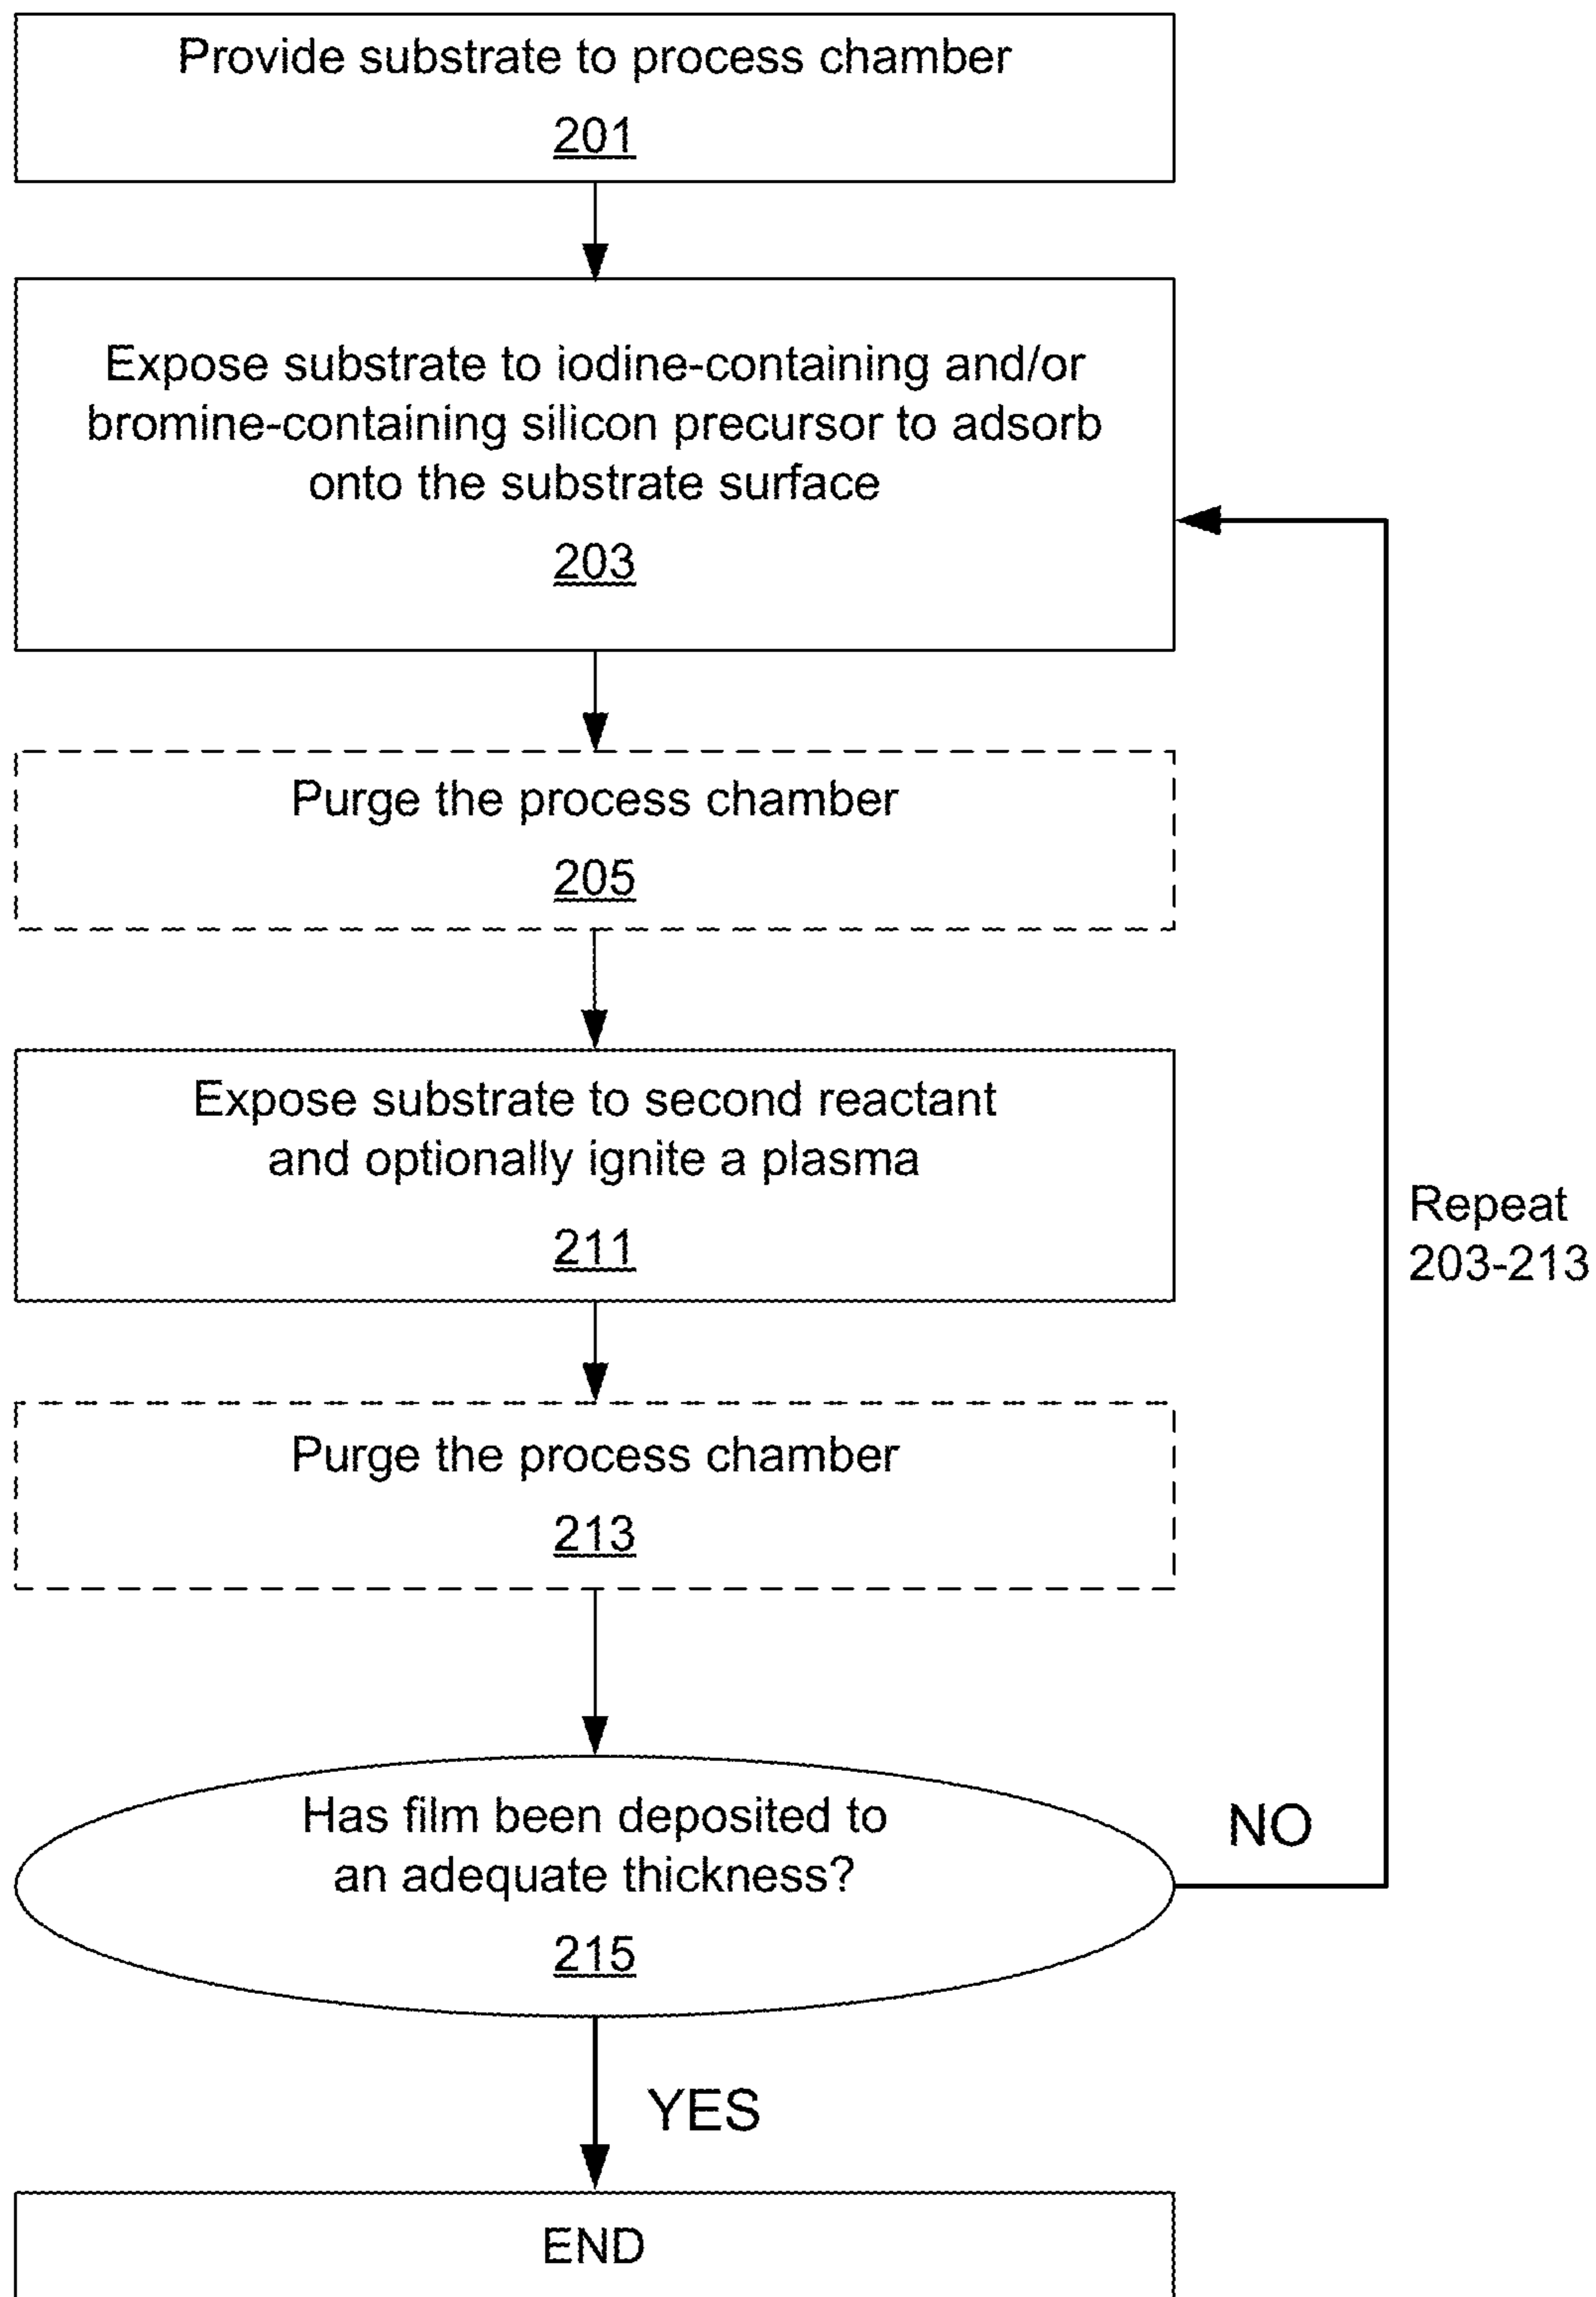 Provide substrate to process chamber
201
Expose substrate to iodine-containing and/or
bromine-containing silicon precursor to adsorb
onto the substrate surface
203
Purge the process chamber
205
Expose substrate to second reactant
and optionally ignite a plasma
211
Repeat
203-213
Purge the process chamber
213
Has film been deposited to
an adequate thickness?
215
NO
YES
END